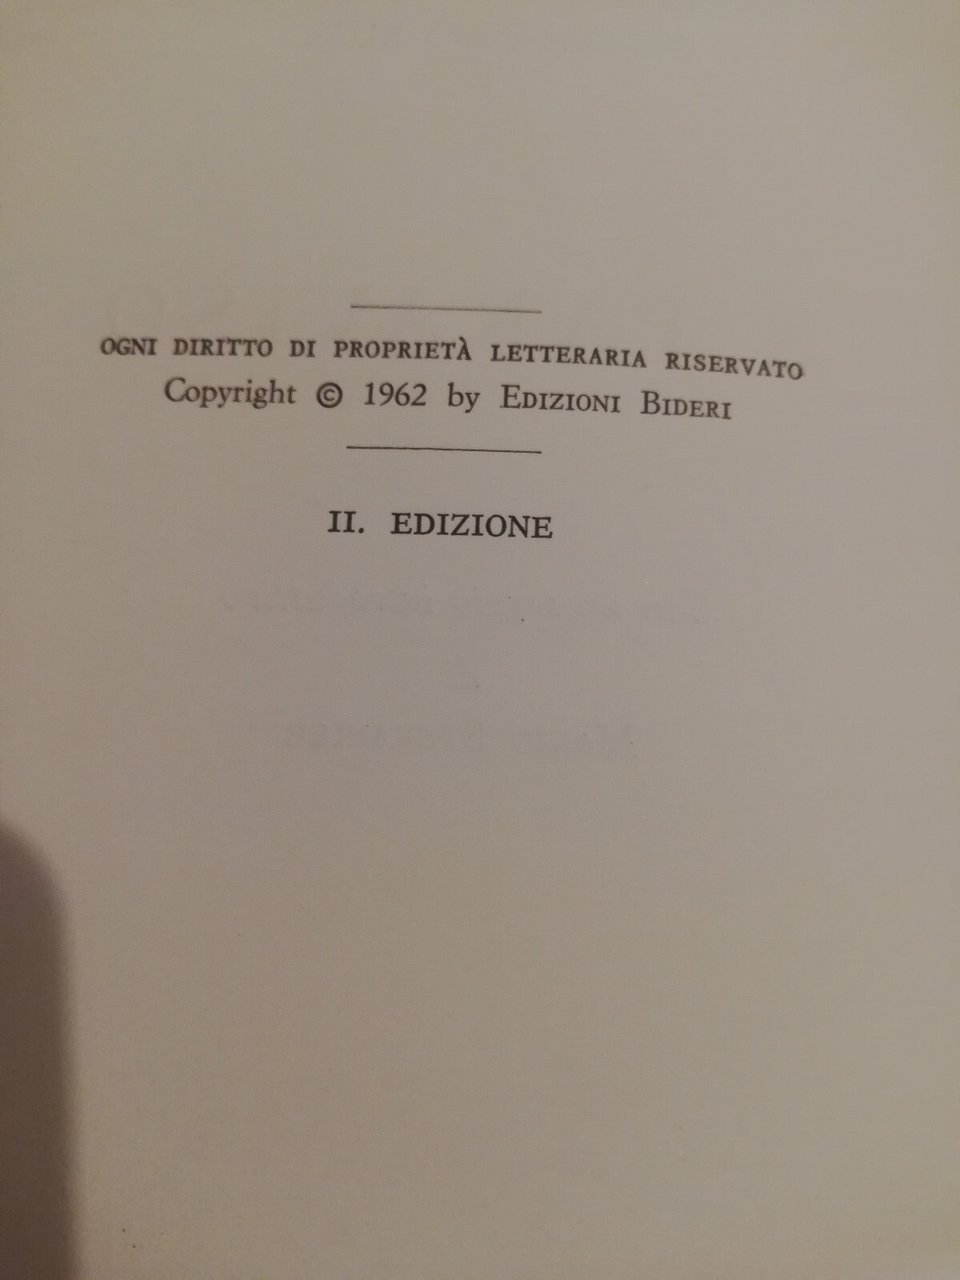 OGNI DIRITTO DI PROPRIETÀ LETTERARIA RISERVATO
Copyright © 1962 by EDIZIONI BIDERI
II. EDIZIONE